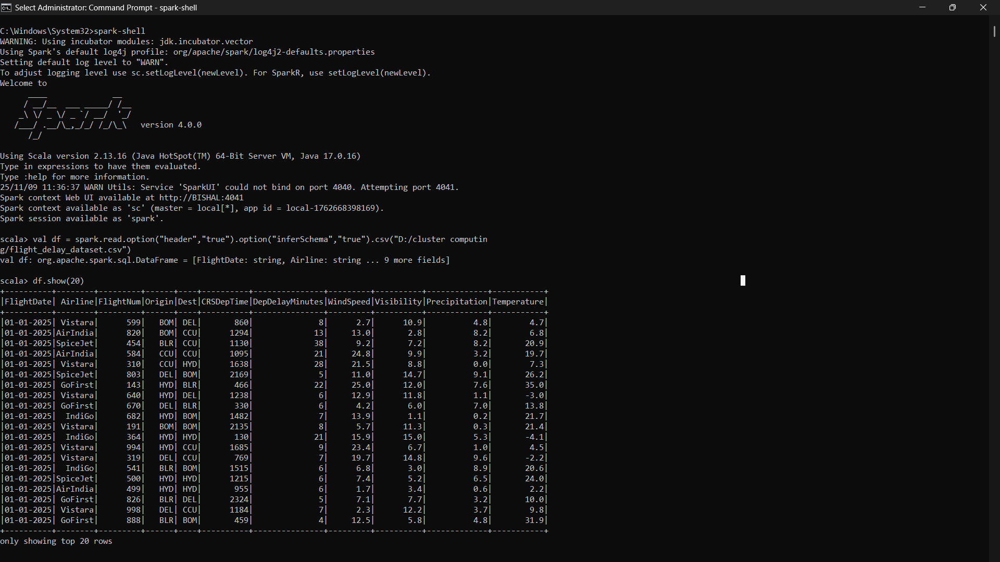 Select Administrator: Command Prompt - spark-shell
C:\Windows\System32>spark-shell
WARNING: Using incubator modules: jdk.incubator.vector
Using Spark's default log4j profile: org/apache/spark/log4j2-defaults.properties
Setting default log level to "WARN".
To adjust logging level use sc.setLogLevel(newLevel). For SparkR, use setLogLevel(newLevel).
Welcome to
      ____              __
     / __/__  ___ _____/ /__
    _\ \/ _ \/ _ `/ __/  '_/
   /___/ .__/\_,_/_/ /_/\_\   version 4.0.0
      /_/
Using Scala version 2.13.16 (Java HotSpot(TM) 64-Bit Server VM, Java 17.0.16)
Type in expressions to have them evaluated.
Type :help for more information.
25/11/09 11:36:37 WARN Utils: Service 'SparkUI' could not bind on port 4040. Attempting port 4041.
Spark context Web UI available at http://BISHAL:4041
Spark context available as 'sc' (master = local[*], app id = local-1762668398169).
Spark session available as 'spark'.
scala> val df = spark.read.option("header","true").option("inferSchema","true").csv("D:/cluster computin
g/flight_delay_dataset.csv")
val df: org.apache.spark.sql.DataFrame = [FlightDate: string, Airline: string ... 9 more fields]
scala> df.show(20)
+----------+--------+---------+------+----+----------+---------------+---------+----------+-------------+-----------+
|FlightDate| Airline|FlightNum|Origin|Dest|CRSDepTime|DepDelayMinutes|WindSpeed|Visibility|Precipitation|Temperature|
+----------+--------+---------+------+----+----------+---------------+---------+----------+-------------+-----------+
|01-01-2025| Vistara|      599|   BOM| DEL|       860|              8|      2.7|      10.9|          4.8|        4.7|
|01-01-2025|AirIndia|      820|   BOM| CCU|      1294|             13|     13.0|       2.8|          8.2|        6.8|
|01-01-2025|SpiceJet|      454|   BLR| CCU|      1130|             38|      9.2|       7.2|          8.2|       20.9|
|01-01-2025|AirIndia|      584|   CCU| CCU|      1095|             21|     24.8|       9.9|          3.2|       19.7|
|01-01-2025| Vistara|      310|   CCU| HYD|      1638|             28|     21.5|       8.8|          0.0|        7.3|
|01-01-2025|SpiceJet|      803|   DEL| BOM|      2169|              5|     11.0|      14.7|          9.1|       26.2|
|01-01-2025| GoFirst|      143|   HYD| BLR|       466|             22|     25.0|      12.0|          7.6|       35.0|
|01-01-2025| Vistara|      640|   HYD| DEL|      1238|              6|     12.9|      11.8|          1.1|       -3.0|
|01-01-2025| GoFirst|      670|   DEL| BLR|       330|              6|      4.2|       6.0|          7.0|       13.8|
|01-01-2025|  IndiGo|      682|   HYD| BOM|      1482|              7|     13.9|       1.1|          0.2|       21.7|
|01-01-2025| Vistara|      191|   BOM| BOM|      2135|              8|      5.7|      11.3|          0.3|       21.4|
|01-01-2025|  IndiGo|      364|   HYD| HYD|       130|             21|     15.9|      15.0|          5.3|       -4.1|
|01-01-2025| Vistara|      994|   HYD| CCU|      1685|              9|     23.4|       6.7|          1.0|        4.5|
|01-01-2025| Vistara|      319|   DEL| CCU|       769|              7|     19.7|      14.8|          9.6|       -2.2|
|01-01-2025|  IndiGo|      541|   BLR| BOM|      1515|              6|      6.8|       3.0|          8.9|       20.6|
|01-01-2025|SpiceJet|      500|   HYD| HYD|      1215|              6|      7.4|       5.2|          6.5|       24.0|
|01-01-2025|AirIndia|      499|   HYD| HYD|       955|              6|      1.7|       3.4|          0.6|        2.2|
|01-01-2025| GoFirst|      826|   BLR| DEL|      2324|              5|      7.1|       7.7|          3.2|       10.0|
|01-01-2025| Vistara|      998|   DEL| CCU|      1184|              7|      2.3|      12.2|          3.7|        9.8|
|01-01-2025| GoFirst|      888|   BLR| BOM|       459|              4|     12.5|       5.8|          4.8|       31.9|
+----------+--------+---------+------+----+----------+---------------+---------+----------+-------------+-----------+
only showing top 20 rows